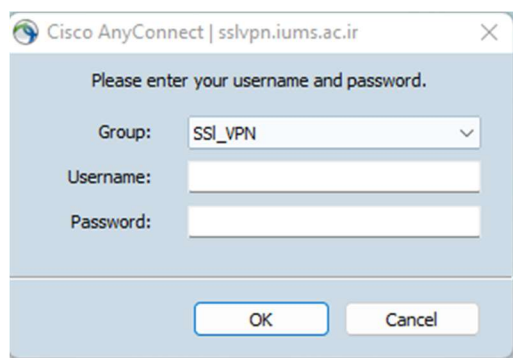 Cisco AnyConnect | sslvpn.iums.ac.ir
Please enter your username and password.
Group: SSl_VPN
Username:
Password:
OK Cancel